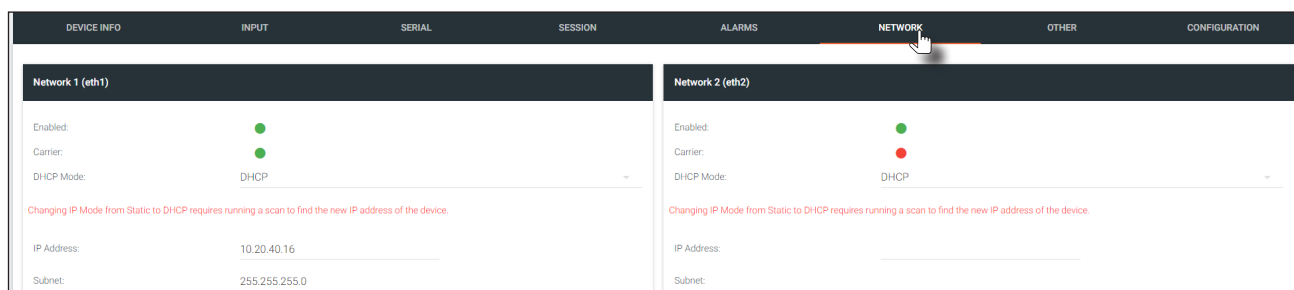 DEVICE INFO INPUT SERIAL SESSION ALARMS NETWORK OTHER CONFIGURATION
Network 1 (eth1)
Enabled:
Carrier:
DHCP Mode: DHCP
Changing IP Mode from Static to DHCP requires running a scan to find the new IP address of the device.
IP Address: 10.20.40.16
Subnet: 255.255.255.0
Network 2 (eth2)
Enabled:
Carrier:
DHCP Mode: DHCP
Changing IP Mode from Static to DHCP requires running a scan to find the new IP address of the device.
IP Address:
Subnet: